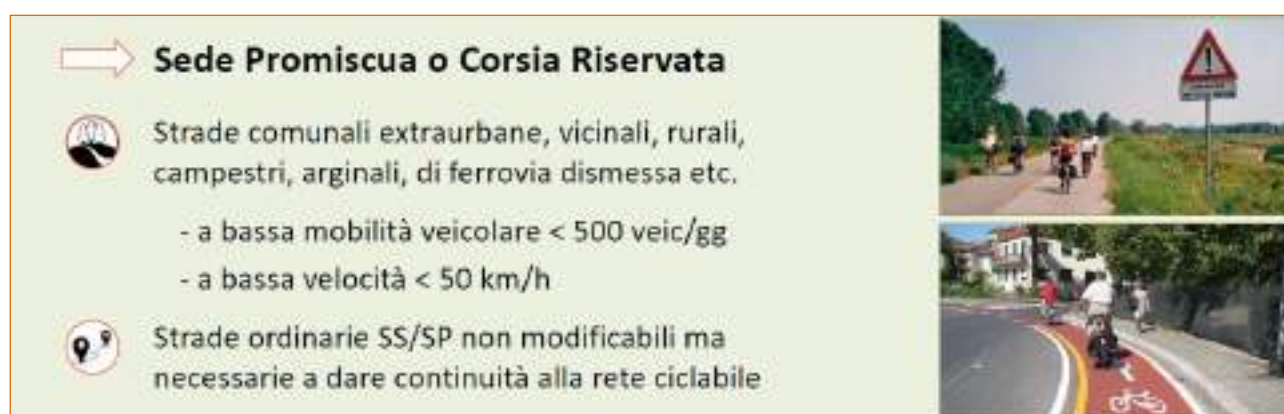 Sede Promiscua o Corsia Riservata
Strade comunali extraurbane, vicinali, rurali,
campestri, arginali, di ferrovia dismessa etc.
- a bassa mobilità veicolare < 500 veic/gg
- a bassa velocità < 50 km/h
Strade ordinarie SS/SP non modificabili ma
necessarie a dare continuità alla rete ciclabile